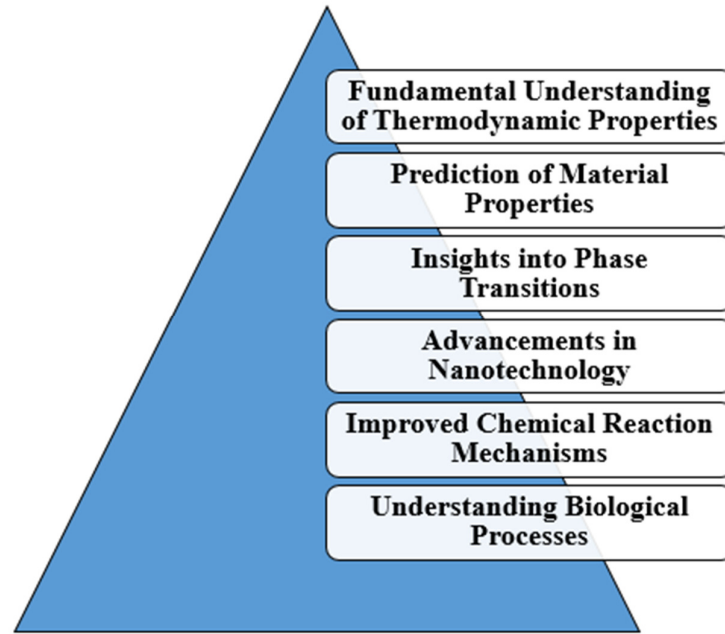 Fundamental Understanding
of Thermodynamic Properties
Prediction of Material
Properties
Insights into Phase
Transitions
Advancements in
Nanotechnology
Improved Chemical Reaction
Mechanisms
Understanding Biological
Processes